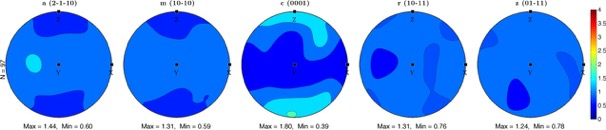 a (2-1-10)
m (10-10)
c (0001)
r (10-11)
z (01-11)
N = 97
Z
Y
X
Z
Y
X
Z
X
Z
Y
X
Z
Y
X
4
3.5
3
2.5
2
1.5
1
0.5
0
Max = 1.44, Min = 0.60
Max = 1.31, Min = 0.59
Max = 1.80, Min = 0.39
Max = 1.31, Min = 0.76
Max = 1.24, Min = 0.78